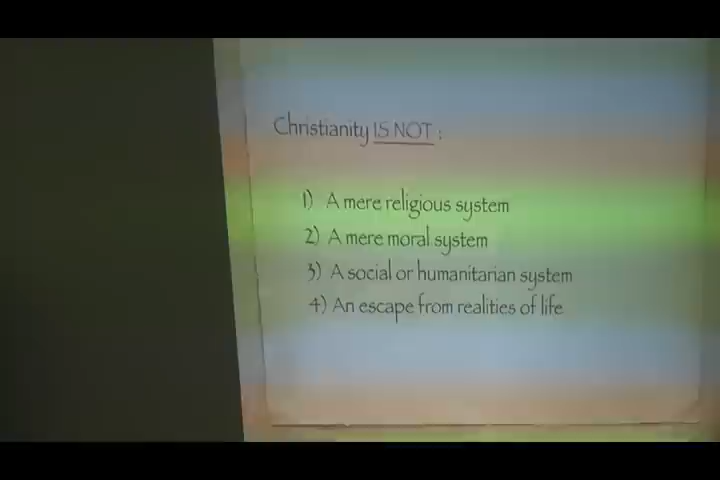 Christianity IS NOT :
1) A mere religious system
2) A mere moral system
3) A social or humanitarian system
4) An escape from realities of life